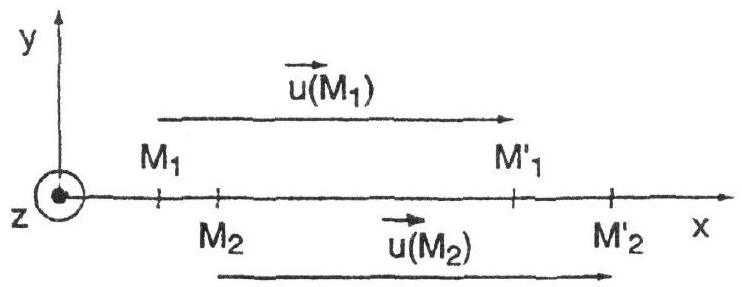 y
u(M₁)
M₁ M'₁
z M₂ u(M₂) M'₂ x